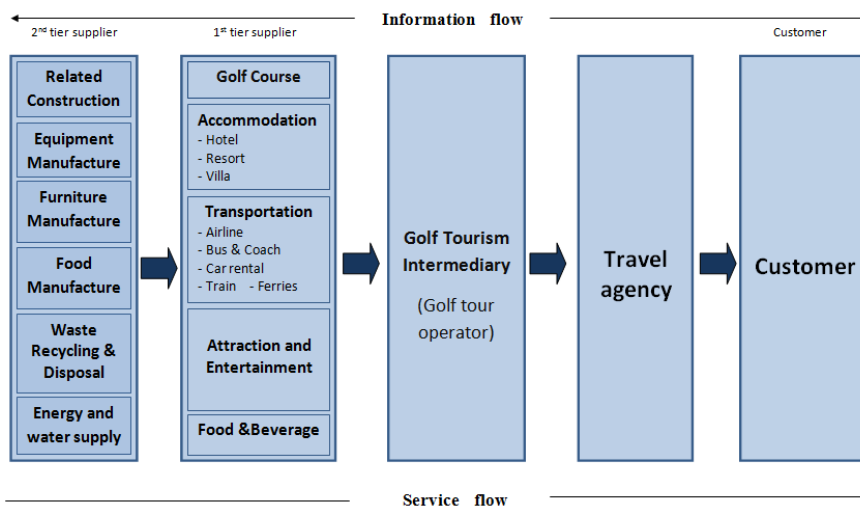 Information flow
2nd tier supplier
1st tier supplier
Customer
Related
Construction
Equipment
Manufacture
Furniture
Manufacture
Food
Manufacture
Waste
Recycling &
Disposal
Energy and
water supply
Golf Course
Accommodation
- Hotel
- Resort
- Villa
Transportation
- Airline
- Bus & Coach
- Car rental
- Train - Ferries
Attraction and
Entertainment
Food &Beverage
Golf Tourism
Intermediary
(Golf tour
operator)
Travel
agency
Customer
Service flow